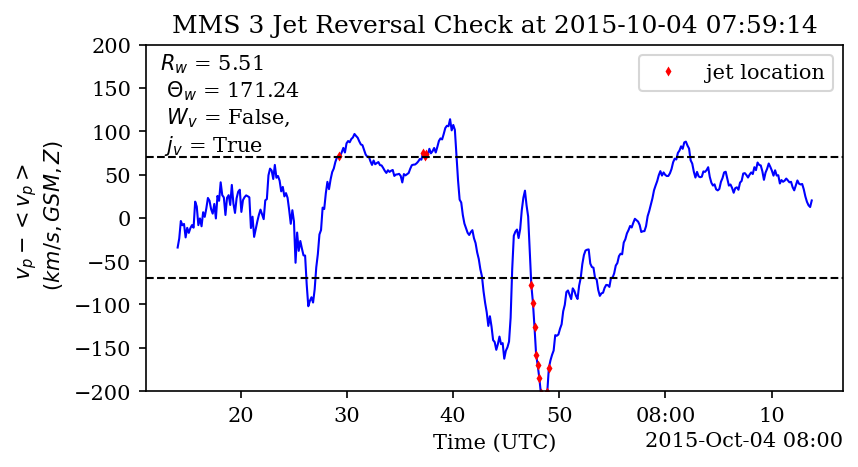 MMS 3 Jet Reversal Check at 2015-10-04 07:59:14
R_w = 5.51
Θ_w = 171.24
W_v = False,
j_v = True
jet location
v_p − < v_p >
(km/s, GSM, Z)
200
150
100
50
0
−50
−100
−150
−200
20 30 40 50 08:00 10
Time (UTC)
2015-Oct-04 08:00